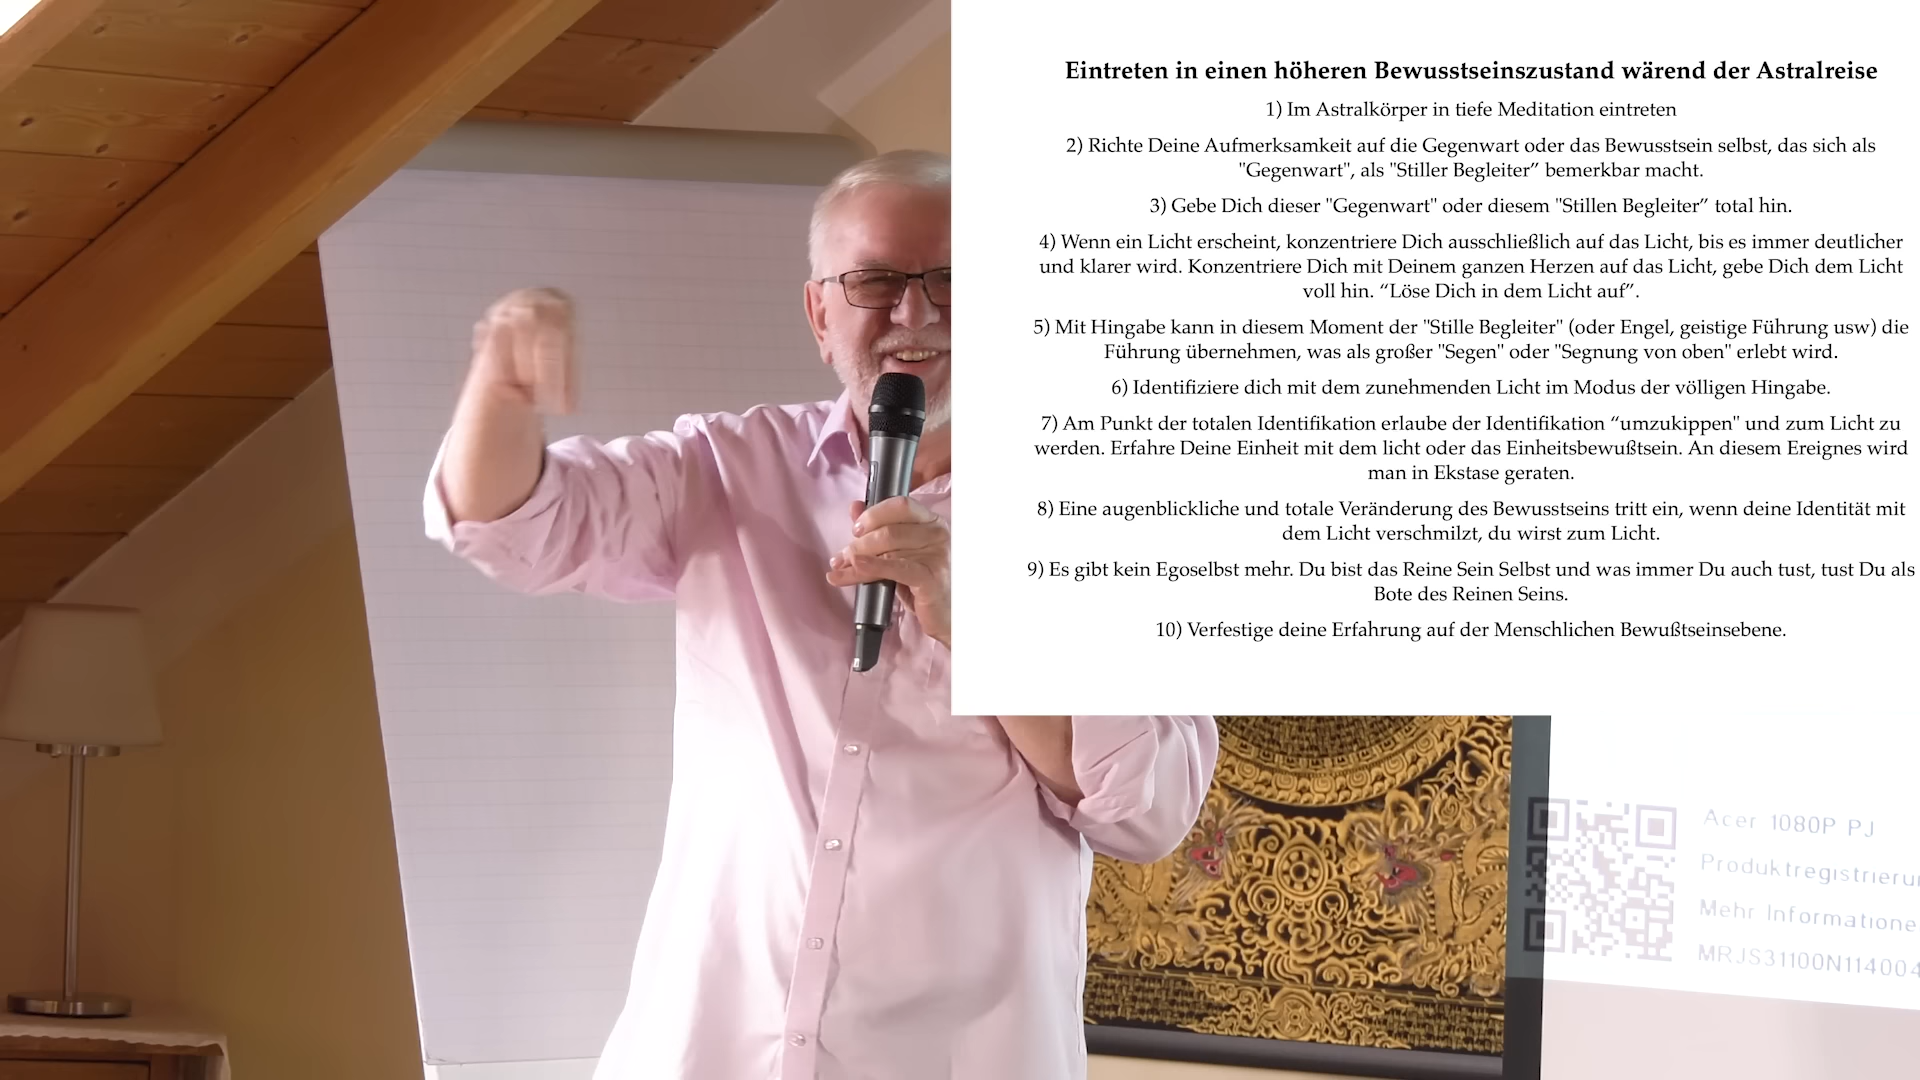 Eintreten in einen höheren Bewusstseinszustand wärend der Astralreise
1) Im Astralkörper in tiefe Meditation eintreten
2) Richte Deine Aufmerksamkeit auf die Gegenwart oder das Bewusstsein selbst, das sich als
"Gegenwart", als "Stiller Begleiter” bemerkbar macht.
3) Gebe Dich dieser "Gegenwart" oder diesem "Stillen Begleiter” total hin.
4) Wenn ein Licht erscheint, konzentriere Dich ausschließlich auf das Licht, bis es immer deutlicher
und klarer wird. Konzentriere Dich mit Deinem ganzen Herzen auf das Licht, gebe Dich dem Licht
voll hin. “Löse Dich in dem Licht auf”.
5) Mit Hingabe kann in diesem Moment der "Stille Begleiter" (oder Engel, geistige Führung usw) die
Führung übernehmen, was als großer "Segen" oder "Segnung von oben" erlebt wird.
6) Identifiziere dich mit dem zunehmenden Licht im Modus der völligen Hingabe.
7) Am Punkt der totalen Identifikation erlaube der Identifikation “umzukippen" und zum Licht zu
werden. Erfahre Deine Einheit mit dem licht oder das Einheitsbewußtsein. An diesem Ereignes wird
man in Ekstase geraten.
8) Eine augenblickliche und totale Veränderung des Bewusstseins tritt ein, wenn deine Identität mit
dem Licht verschmilzt, du wirst zum Licht.
9) Es gibt kein Egoselbst mehr. Du bist das Reine Sein Selbst und was immer Du auch tust, tust Du als
Bote des Reinen Seins.
10) Verfestige deine Erfahrung auf der Menschlichen Bewußtseinsebene.
Acer 1080P PJ
Produktregistrieru
Mehr Informatione
MRJS31100N114004